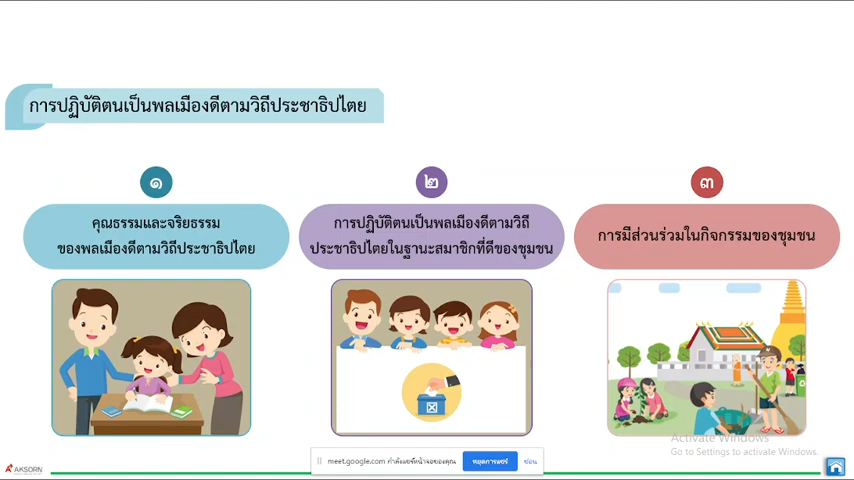 การปฏิบัติตนเป็นพลเมืองดีตามวิถีประชาธิปไตย
๑
คุณธรรมและจริยธรรม
ของพลเมืองดีตามวิถีประชาธิปไตย
๒
การปฏิบัติตนเป็นพลเมืองดีตามวิถี
ประชาธิปไตยในฐานะสมาชิกที่ดีของชุมชน
๓
การมีส่วนร่วมในกิจกรรมของชุมชน
Activate Windows
Go to Settings to activate Windows.
meet.google.com กำลังแชร์หน้าจอของคุณ
หยุดการแชร์
ซ่อน
AKSORN